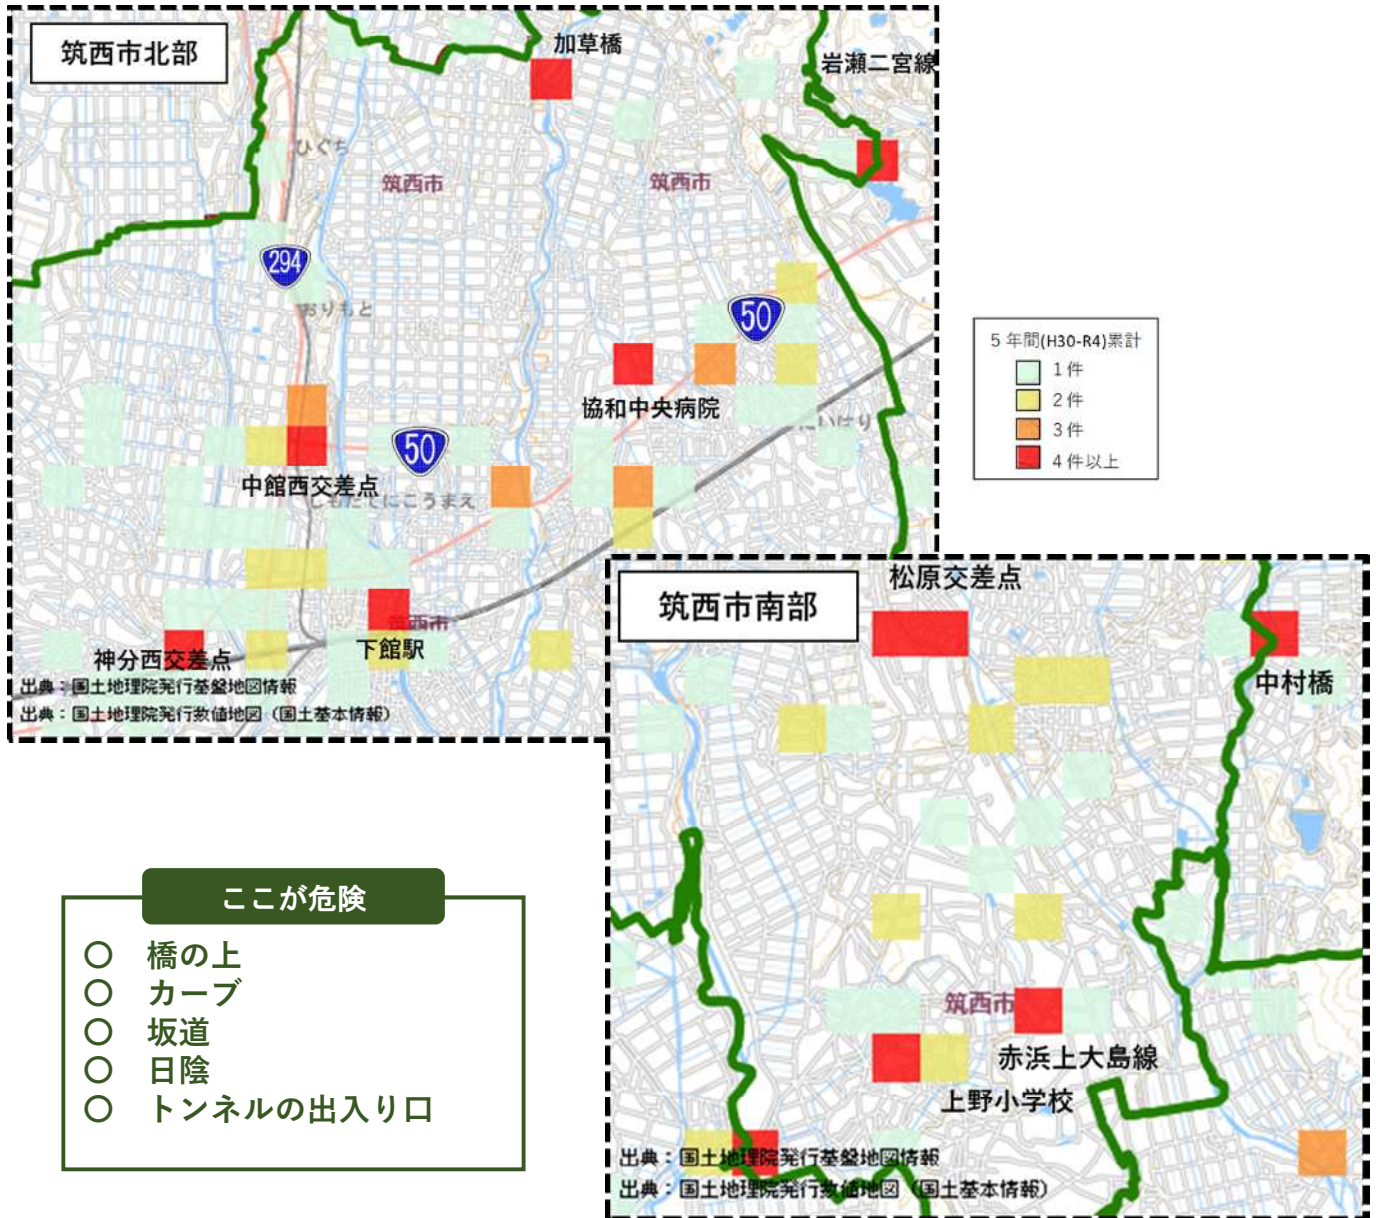 筑西市北部
加草橋
岩瀬二宮線
ひぐち
筑西市
筑西市
294
おりもと
50
協和中央病院
にいはり
50
中館西交差点
しもだてにこうまえ
筑西市
下館駅
神分西交差点
出典：国土地理院発行基盤地図情報
出典：国土地理院発行数値地図（国土基本情報）
5年間(H30-R4)累計
1件
2件
3件
4件以上
筑西市南部
松原交差点
中村橋
筑西市
赤浜上大島線
上野小学校
出典：国土地理院発行基盤地図情報
出典：国土地理院発行数値地図（国土基本情報）
ここが危険
〇 橋の上
〇 カーブ
〇 坂道
〇 日陰
〇 トンネルの出入り口